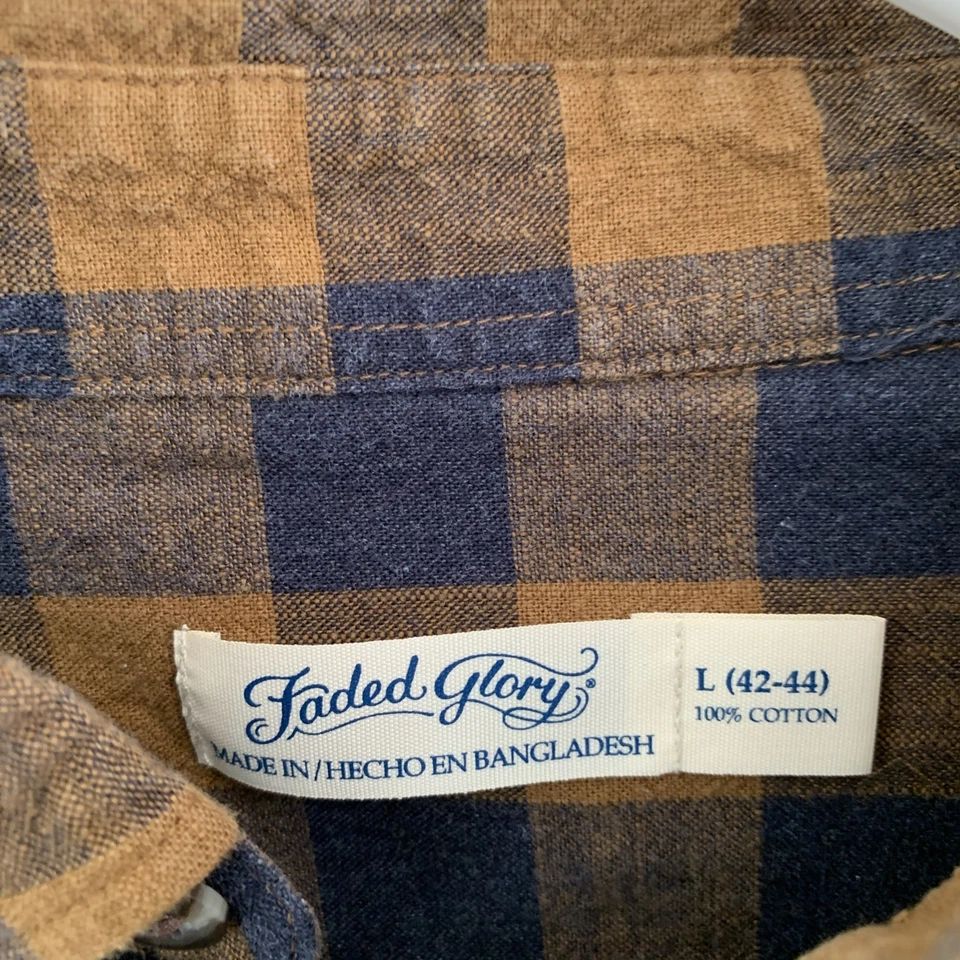 Faded Glory®
MADE IN/HECHO EN BANGLADESH
L (42-44)
100% COTTON